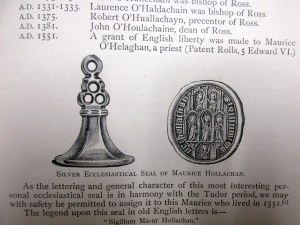 A.D. 1331-1333. Laurence O'Haldachain was bishop of Ross.
A.D. 1375. Robert O'Huallachayn, precentor of Ross.
A.D. 1381. John O'Houlachaine, dean of Ross.
A.D. 1551. A grant of English liberty was made to Maurice
O'Helaghan, a priest (Patent Rolls, 5 Edward VI.)
SILVER ECCLESIASTICAL SEAL OF MAURICE HOLLACHAN.
As the lettering and general character of this most interesting per
sonal ecclesiastical seal is in harmony with the Tudor period, we may
with safety be permitted to assign it to this Maurice who lived in 1551.
The legend upon this seal in old English letters is—
"Sigillum Maur Hollachan."